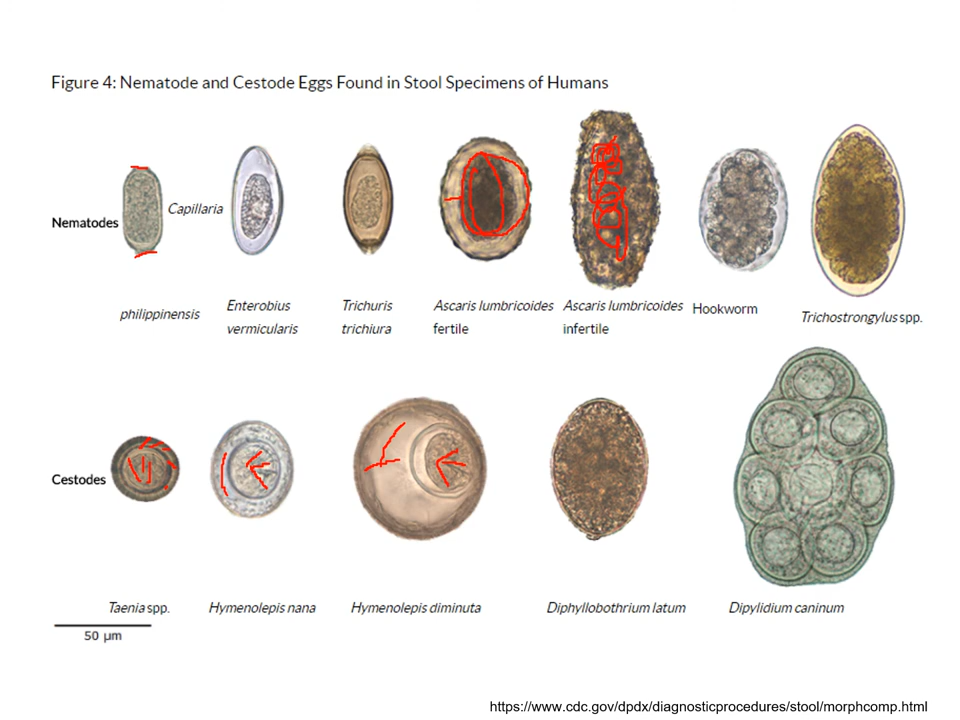 Figure 4: Nematode and Cestode Eggs Found in Stool Specimens of Humans
Nematodes
Capillaria
philippinensis
Enterobius
vermicularis
Trichuris
trichiura
Ascaris lumbricoides
fertile
Ascaris lumbricoides
infertile
Hookworm
Trichostrongylus spp.
Cestodes
Taenia spp.
Hymenolepis nana
Hymenolepis diminuta
Diphyllobothrium latum
Dipylidium caninum
50 µm
https://www.cdc.gov/dpdx/diagnosticprocedures/stool/morphcomp.html